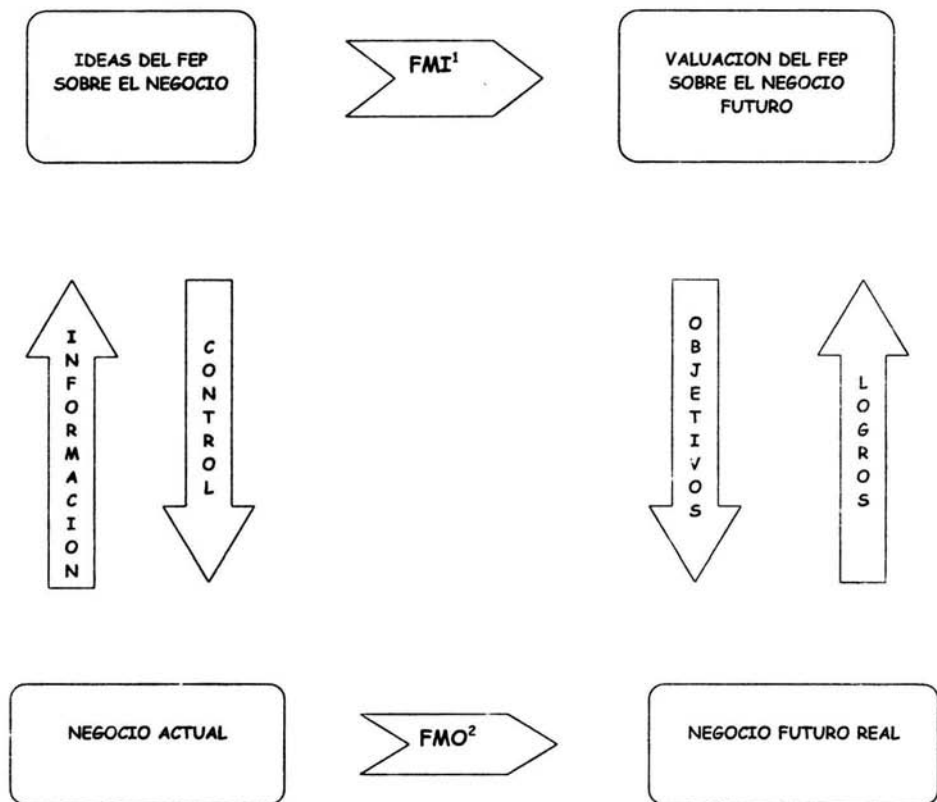 IDEAS DEL FEP
SOBRE EL NEGOCIO
FMI¹
VALUACION DEL FEP
SOBRE EL NEGOCIO
FUTURO
INFORMACION
CONTROL
OBJETIVOS
LOGROS
NEGOCIO ACTUAL
FMO²
NEGOCIO FUTURO REAL